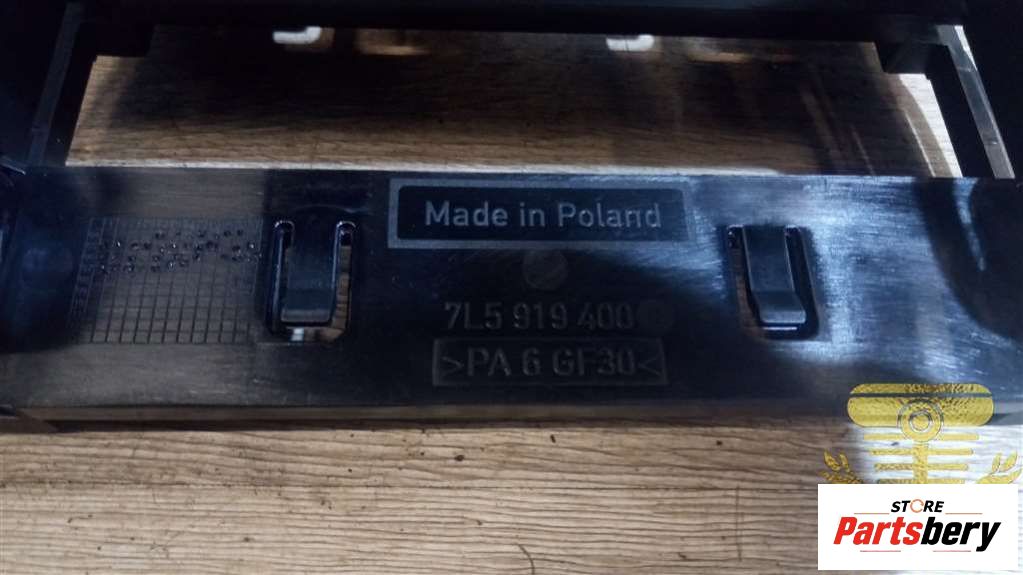 Made in Poland
7L5 919 400
>PA 6 GF30<
STORE
Partsbery